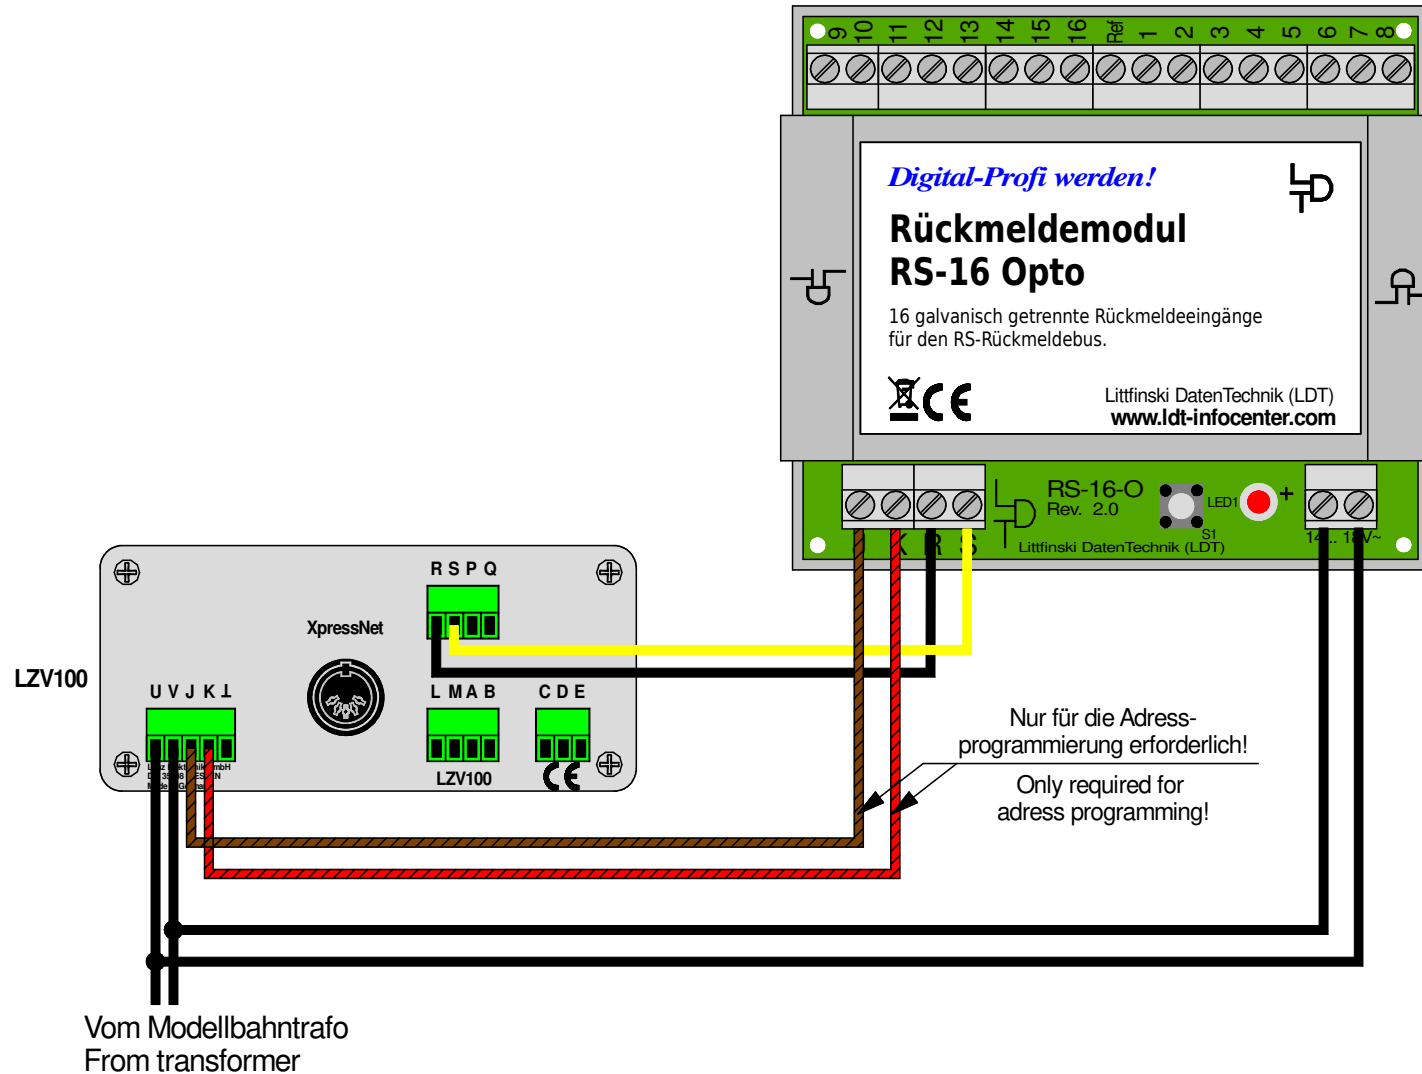 9 10 11 12 13 14 15 16 Ref 1 2 3 4 5 6 7 8
Digital-Profi werden!
Rückmeldemodul
RS-16 Opto
16 galvanisch getrennte Rückmeldeeingänge
für den RS-Rückmeldebus.
CE
Littfinski DatenTechnik (LDT)
www.ldt-infocenter.com
RS-16-O
Rev. 2.0
LED1
+
S1
K R S
Littfinski DatenTechnik (LDT)
R S P Q
XpressNet
LZV100
U V J K ⊥
L M A B
C D E
LZV100
CE
Nur für die Adress-
programmierung erforderlich!
Only required for
adress programming!
Vom Modellbahntrafo
From transformer